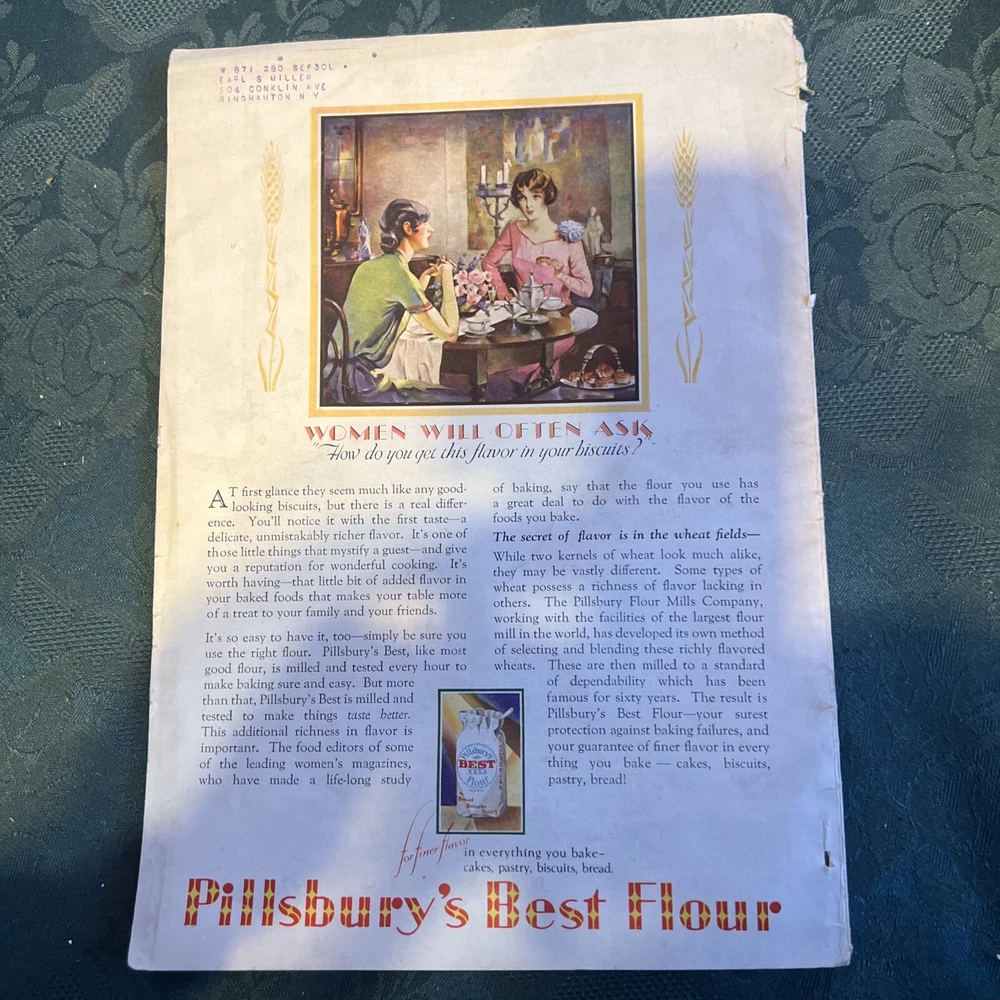 W 871 280 SEP30L
EARL S MILLER
604 CONKLIN AVE
BINGHAMTON N Y
WOMEN WILL OFTEN ASK
"How do you get this flavor in your biscuits?"
AT first glance they seem much like any good-
looking biscuits, but there is a real differ-
ence. You'll notice it with the first taste—a
delicate, unmistakably richer flavor. It's one of
those little things that mystify a guest—and give
you a reputation for wonderful cooking. It's
worth having—that little bit of added flavor in
your baked foods that makes your table more
of a treat to your family and your friends.
It's so easy to have it, too—simply be sure you
use the right flour. Pillsbury's Best, like most
good flour, is milled and tested every hour to
make baking sure and easy. But more
than that, Pillsbury's Best is milled and
tested to make things taste better.
This additional richness in flavor is
important. The food editors of some
of the leading women's magazines,
who have made a life-long study
of baking, say that the flour you use has
a great deal to do with the flavor of the
foods you bake.
The secret of flavor is in the wheat fields—
While two kernels of wheat look much alike,
they may be vastly different. Some types of
wheat possess a richness of flavor lacking in
others. The Pillsbury Flour Mills Company,
working with the facilities of the largest flour
mill in the world, has developed its own method
of selecting and blending these richly flavored
wheats. These are then milled to a standard
of dependability which has been
famous for sixty years. The result is
Pillsbury's Best Flour—your surest
protection against baking failures, and
your guarantee of finer flavor in every
thing you bake — cakes, biscuits,
pastry, bread!
Pillsbury's
BEST
XXXX
Flour
Bread
Biscuits
Pastry
for finer flavor
in everything you bake–
cakes, pastry, biscuits, bread.
Pillsbury's Best Flour